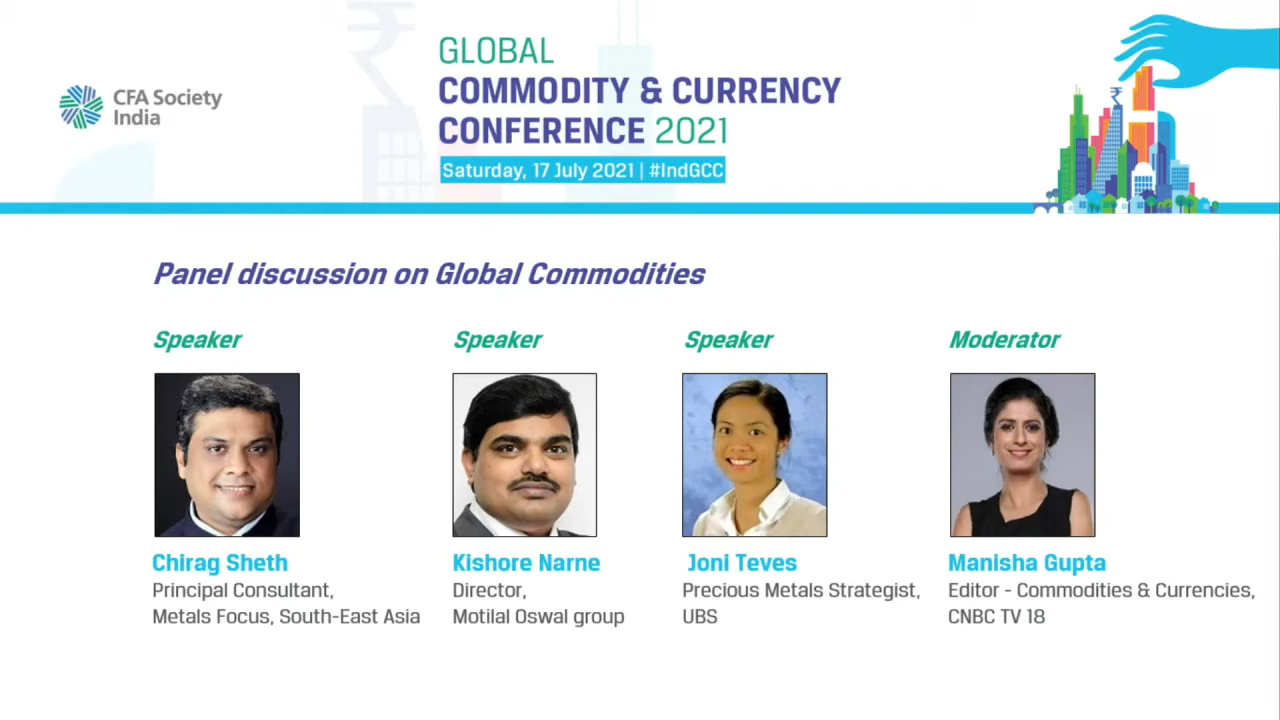 CFA Society
India
GLOBAL
COMMODITY & CURRENCY
CONFERENCE 2021
Saturday, 17 July 2021 | #IndGCC
Panel discussion on Global Commodities
Speaker
Speaker
Speaker
Moderator
Chirag Sheth
Principal Consultant,
Metals Focus, South-East Asia
Kishore Narne
Director,
Motilal Oswal group
Joni Teves
Precious Metals Strategist,
UBS
Manisha Gupta
Editor - Commodities & Currencies,
CNBC TV 18